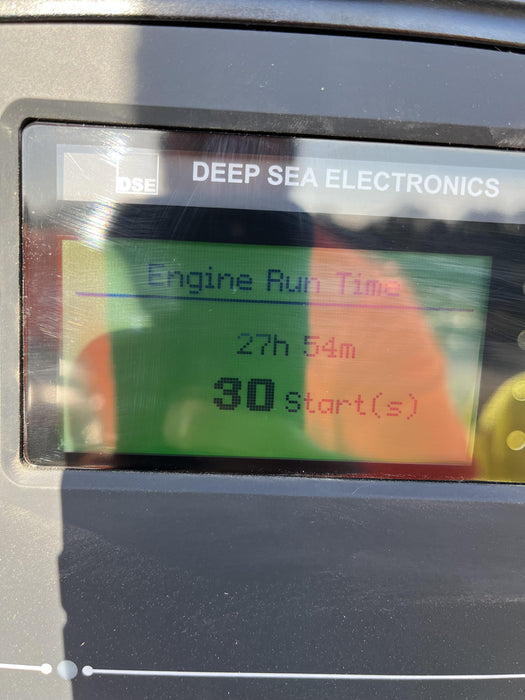 DSE DEEP SEA ELECTRONICS
Engine Run Time
27h 54m
30 Start(s)